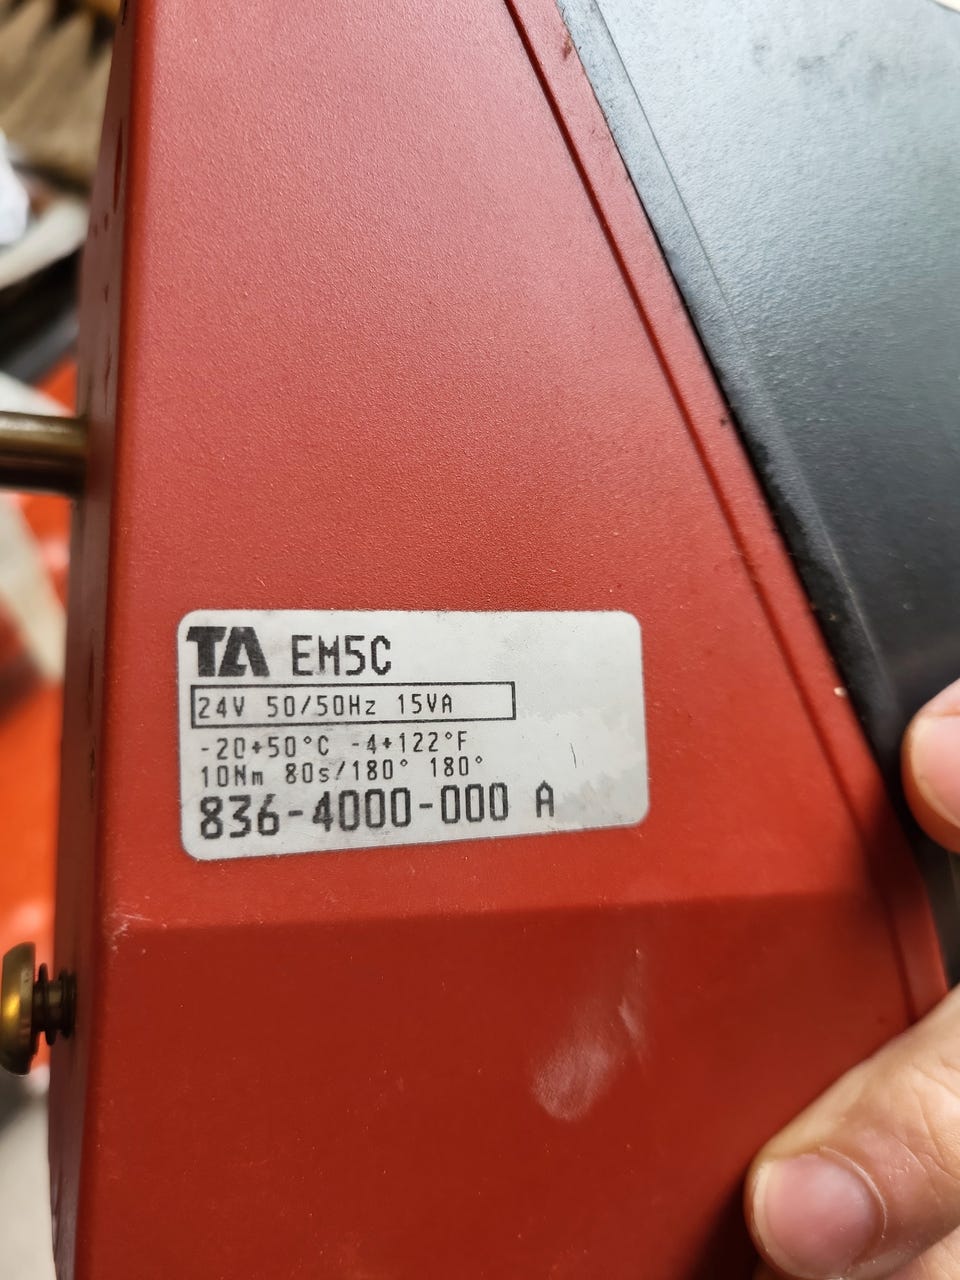 TA EM5C
24V 50/50Hz 15VA
-20+50°C -4+122°F
10Nm 80s/180° 180°
836-4000-000 A